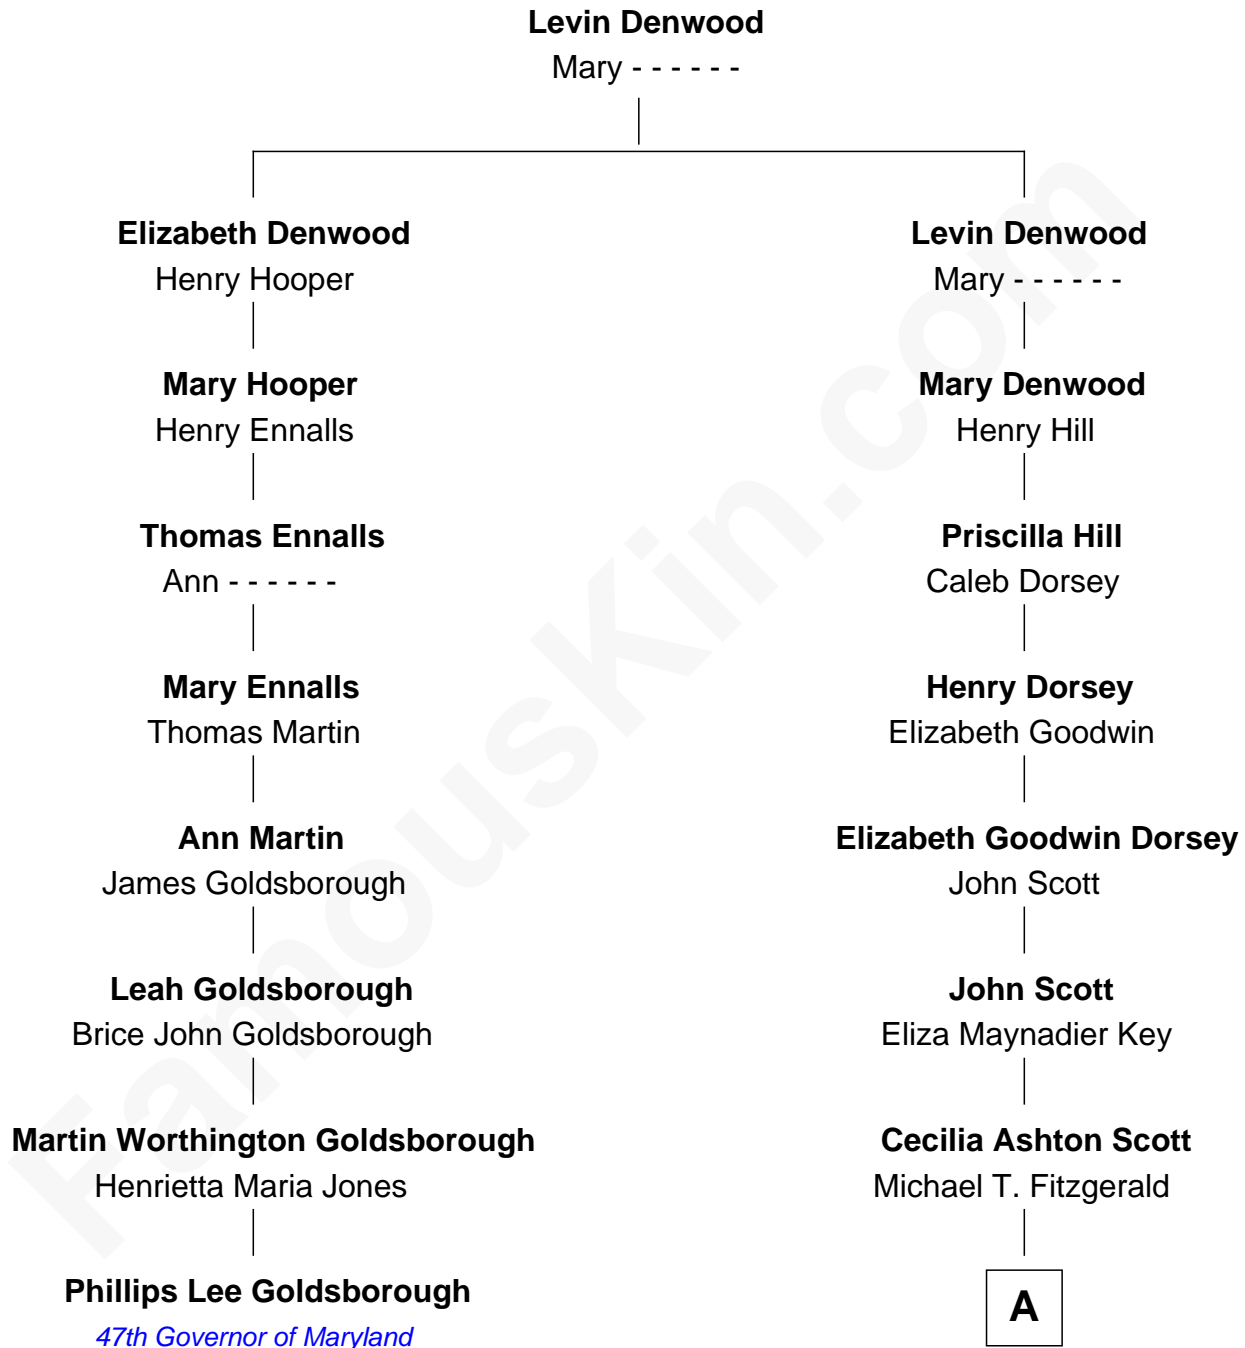 Levin Denwood
Mary - - - - - -
Elizabeth Denwood
Henry Hooper
Mary Hooper
Henry Ennalls
Thomas Ennalls
Ann - - - - - -
Mary Ennalls
Thomas Martin
Ann Martin
James Goldsborough
Leah Goldsborough
Brice John Goldsborough
Martin Worthington Goldsborough
Henrietta Maria Jones
Phillips Lee Goldsborough
47th Governor of Maryland
Levin Denwood
Mary - - - - - -
Mary Denwood
Henry Hill
Priscilla Hill
Caleb Dorsey
Henry Dorsey
Elizabeth Goodwin
Elizabeth Goodwin Dorsey
John Scott
John Scott
Eliza Maynadier Key
Cecilia Ashton Scott
Michael T. Fitzgerald
A
FamousKin.com